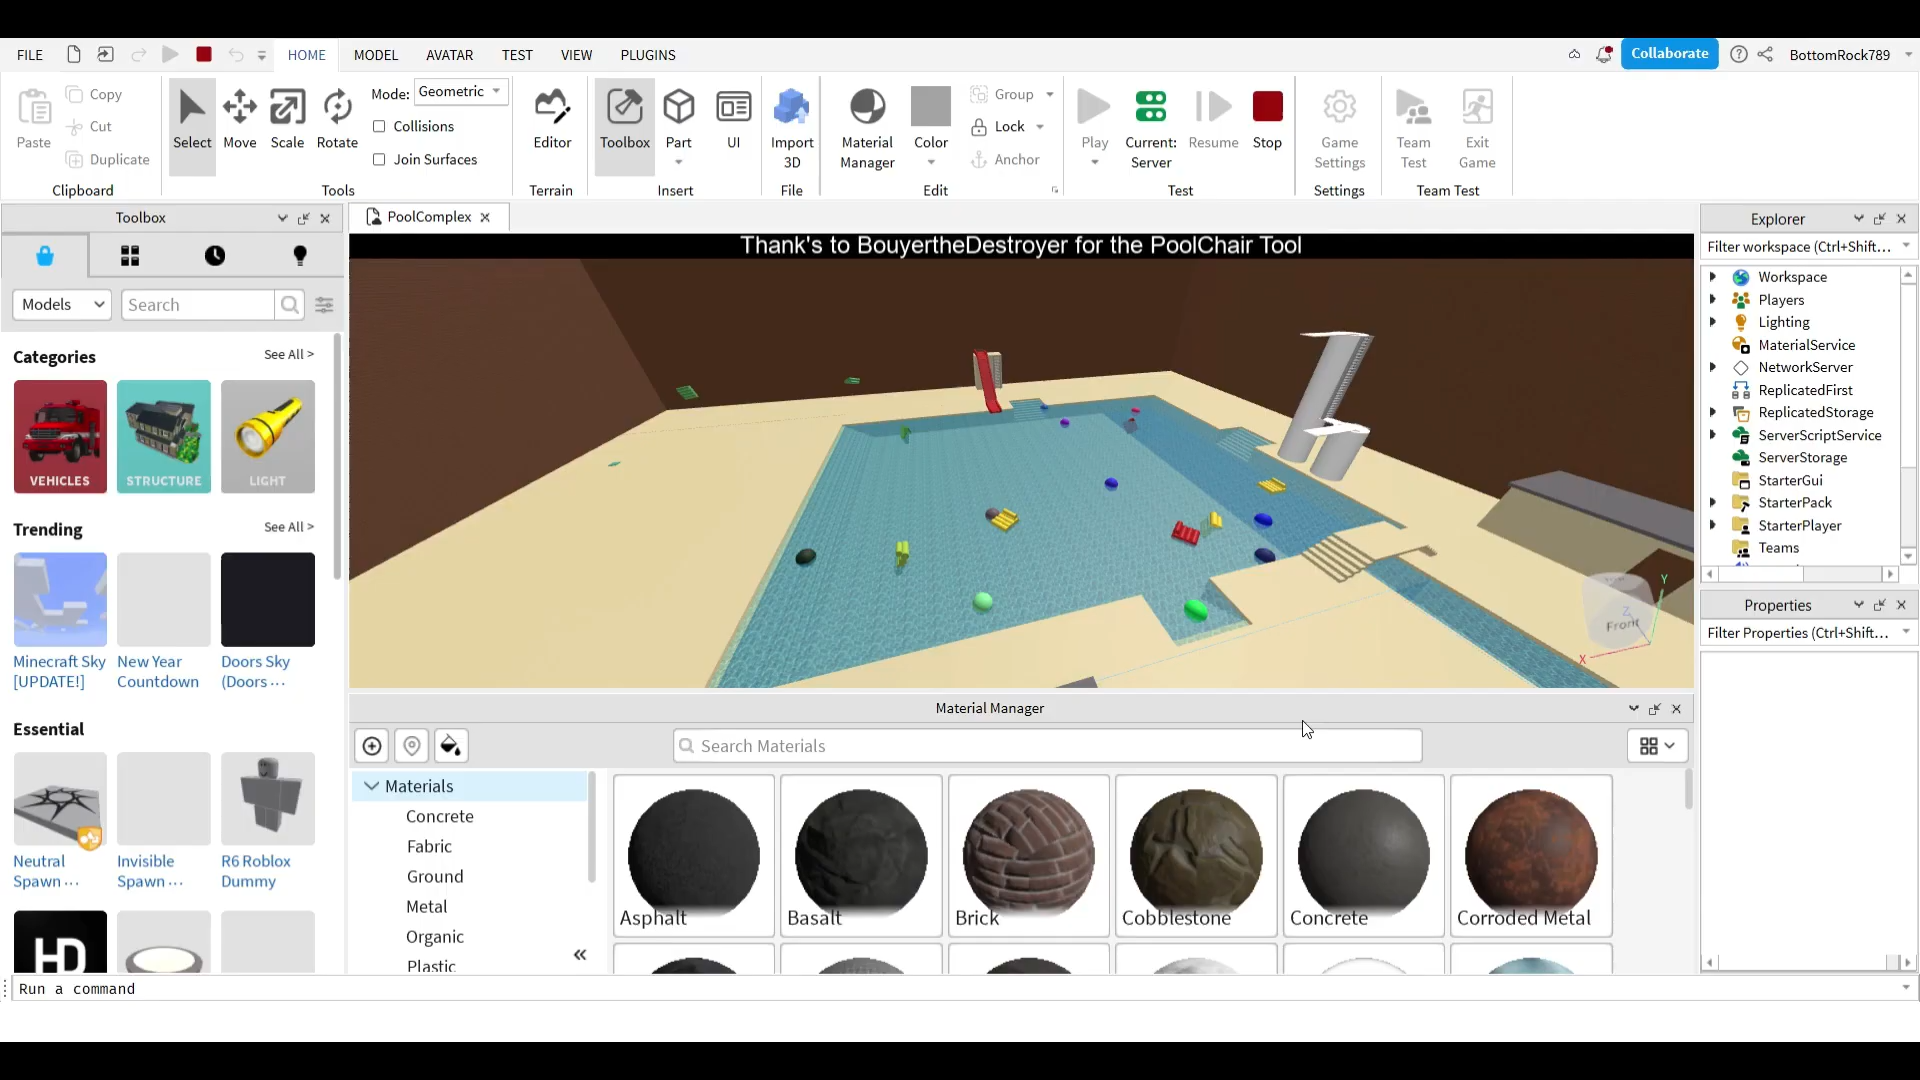 FILE
HOME
MODEL
AVATAR
TEST
VIEW
PLUGINS
Collaborate
BottomRock789
Paste
Copy
Cut
Duplicate
Clipboard
Select
Move
Scale
Rotate
Mode:
Geometric
Collisions
Join Surfaces
Tools
Editor
Terrain
Toolbox
Part
UI
Insert
Import
3D
File
Material
Manager
Color
Group
Lock
Anchor
Edit
Play
Current:
Server
Resume
Stop
Test
Game
Settings
Settings
Team
Test
Exit
Game
Team Test
Toolbox
Models
Search
Categories
See All >
VEHICLES
STRUCTURE
LIGHT
Trending
See All >
Minecraft Sky
[UPDATE!]
New Year
Countdown
Doors Sky
(Doors ...
Essential
Neutral
Spawn ...
Invisible
Spawn ...
R6 Roblox
Dummy
HD
PoolComplex
Thank's to BouyertheDestroyer for the PoolChair Tool
Front
X
Y
Z
Material Manager
Search Materials
Materials
Concrete
Fabric
Ground
Metal
Organic
Plastic
Asphalt
Basalt
Brick
Cobblestone
Concrete
Corroded Metal
Explorer
Filter workspace (Ctrl+Shift...
Workspace
Players
Lighting
MaterialService
NetworkServer
ReplicatedFirst
ReplicatedStorage
ServerScriptService
ServerStorage
StarterGui
StarterPack
StarterPlayer
Teams
Properties
Filter Properties (Ctrl+Shift...
Run a command